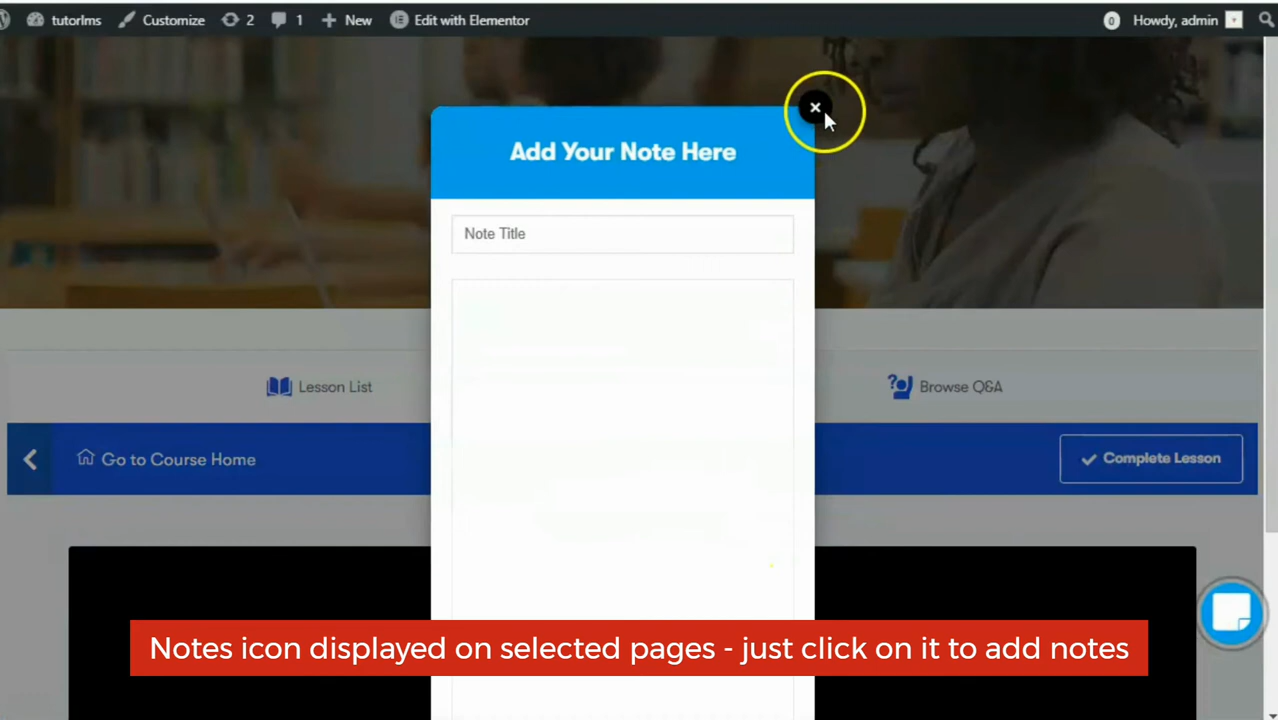 tutorlms Customize 2 1 New Edit with Elementor 0 Howdy, admin
Add Your Note Here
Note Title
Lesson List Browse Q&A
Go to Course Home Complete Lesson
Notes icon displayed on selected pages - just click on it to add notes